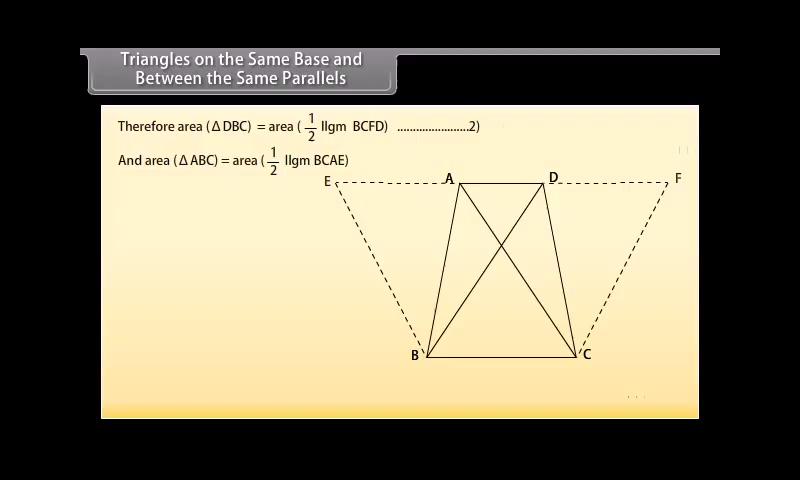 Triangles on the Same Base and
Between the Same Parallels
Therefore area (Δ DBC) = area ( 1/2 llgm BCFD) .......................2)
And area (Δ ABC) = area ( 1/2 llgm BCAE)
E A D F
B C